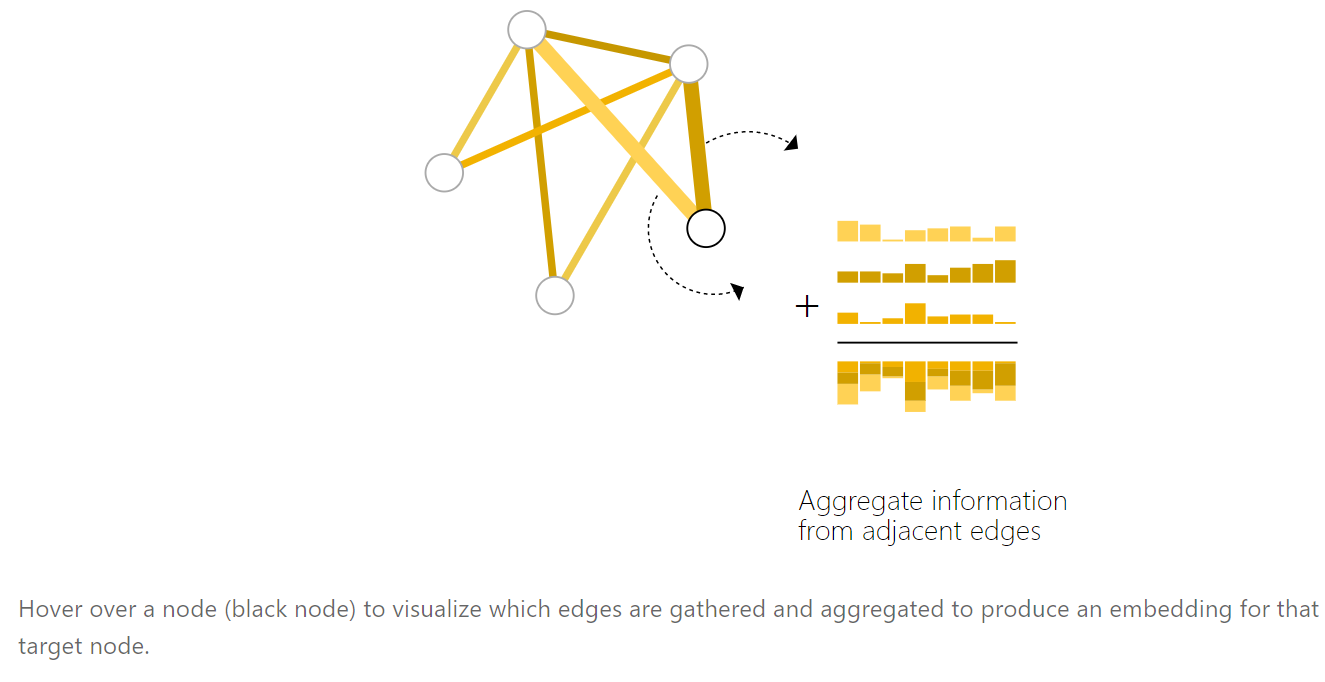 +
Aggregate information
from adjacent edges
Hover over a node (black node) to visualize which edges are gathered and aggregated to produce an embedding for that
target node.